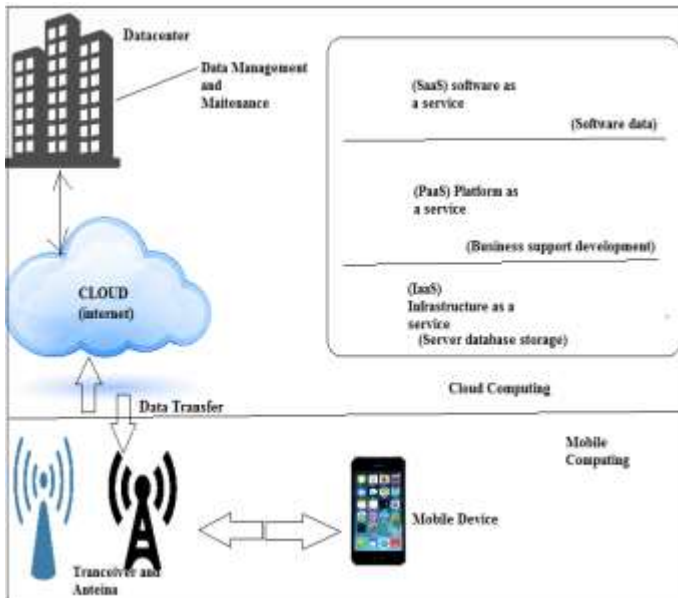 Datacenter
Data Management
and
Maitenance
(SaaS) software as
a service
(Software data)
(PaaS) Platform as
a service
(Business support development)
(IaaS)
Infrastructure as a
service
(Server database storage)
CLOUD
(internet)
Cloud Computing
Data Transfer
Mobile
Computing
Mobile Device
Tranceiver and
Anteina